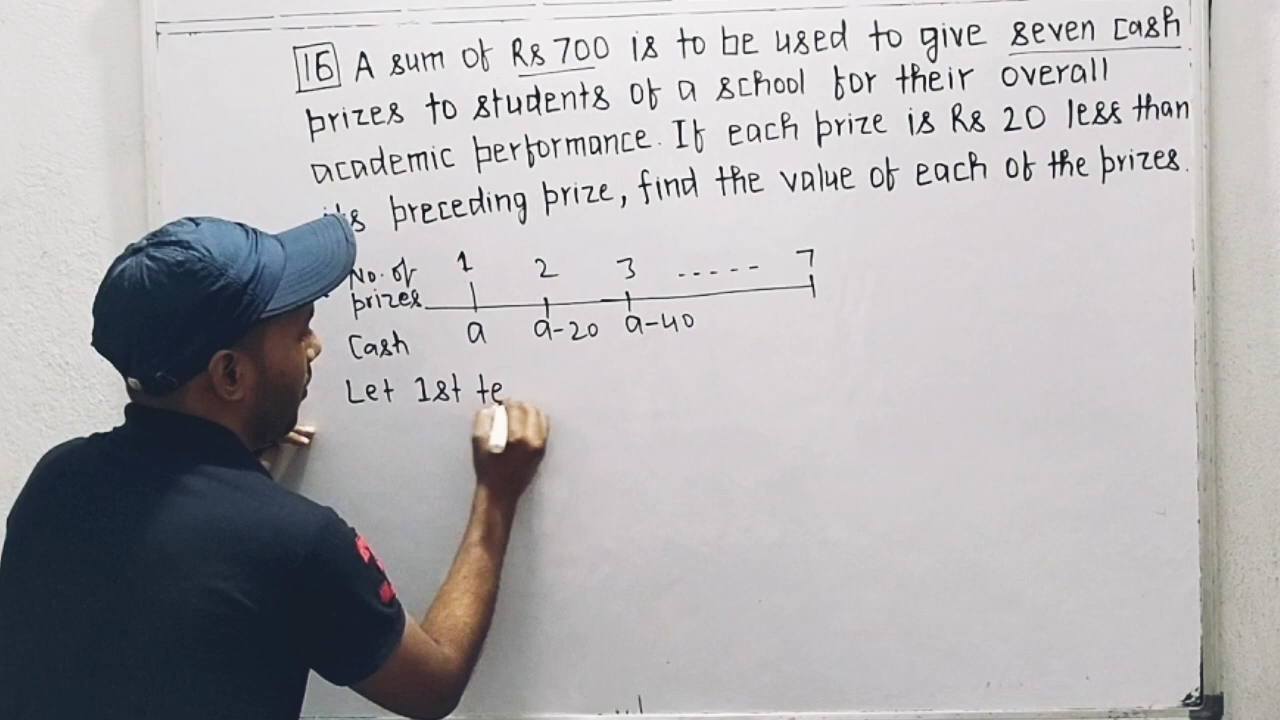 16 A sum of Rs 700 is to be used to give seven cash
prizes to students of a school for their overall
academic performance. If each prize is Rs 20 less than
its preceding prize, find the value of each of the prizes.
No. of prizes 1 2 3 ----- 7
Cash a a-20 a-40
Let 1st te